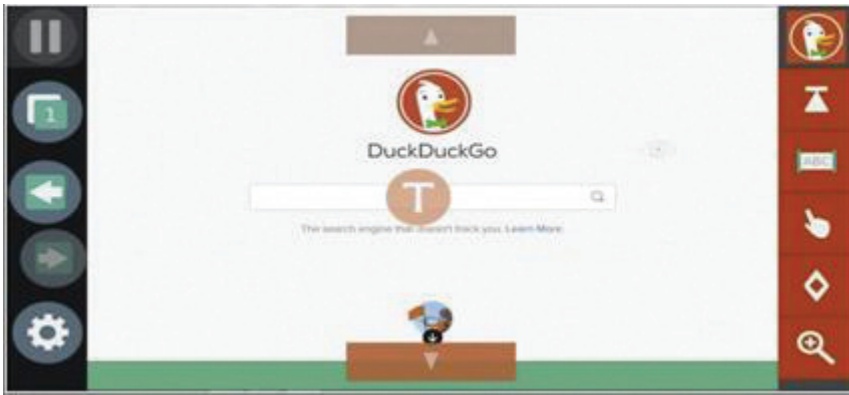 1
DuckDuckGo
ABC
T
The search engine that doesn't track you. Learn More.